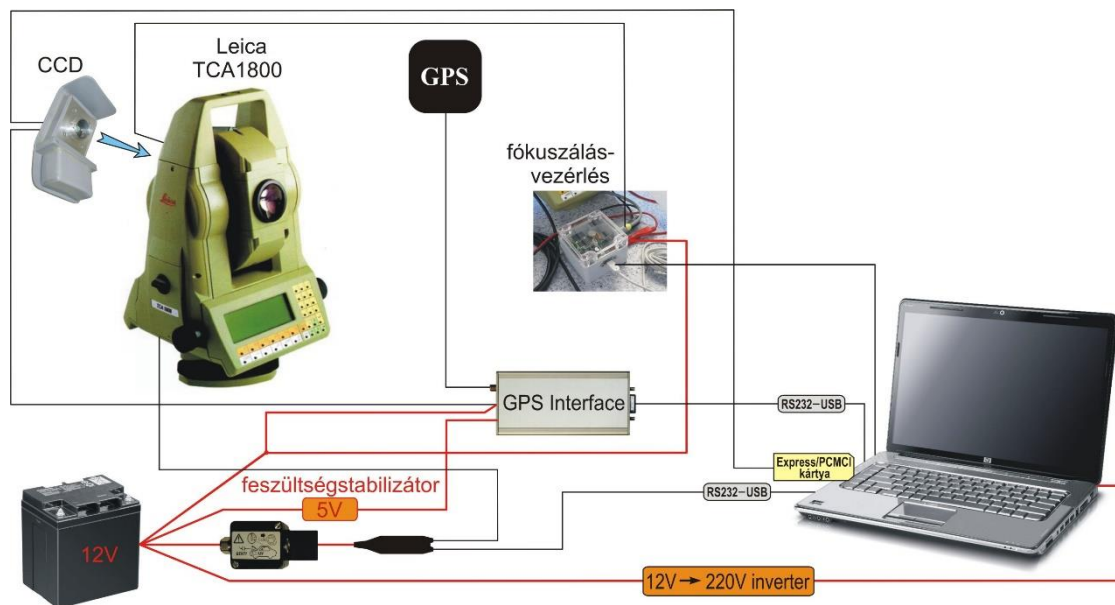 CCD
Leica
TCA1800
GPS
fókuszálás-
vezérlés
GPS Interface
RS232-USB
Express/PCMCI
kártya
RS232-USB
feszültségstabilizátor
5V
12V
12V → 220V inverter